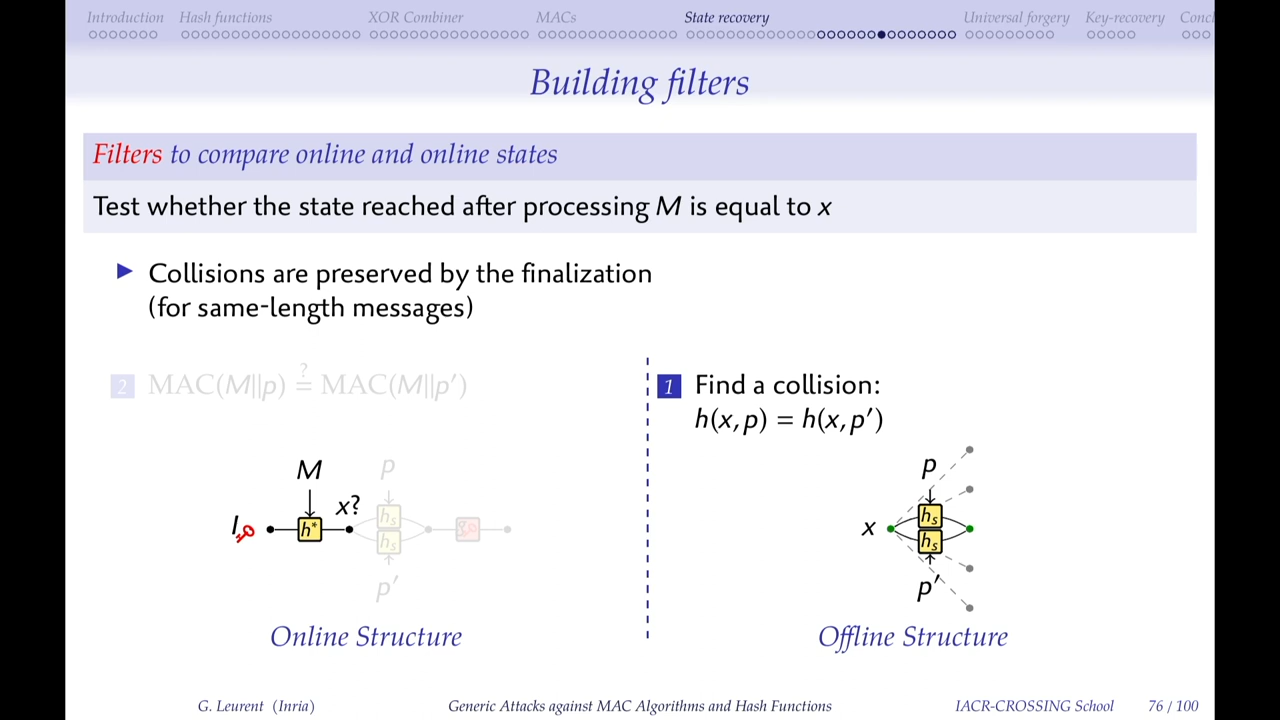 Introduction Hash functions XOR Combiner MACs State recovery Universal forgery Key-recovery Concl
Building filters
Filters to compare online and online states
Test whether the state reached after processing M is equal to x
▶ Collisions are preserved by the finalization
(for same-length messages)
2 MAC(M||p) ≟ MAC(M||p′)
M
p
x?
I
h*
hs
hs
p′
Online Structure
1 Find a collision:
h(x, p) = h(x, p′)
p
x
hs
hs
p′
Offline Structure
G. Leurent (Inria) Generic Attacks against MAC Algorithms and Hash Functions IACR-CROSSING School 76 / 100